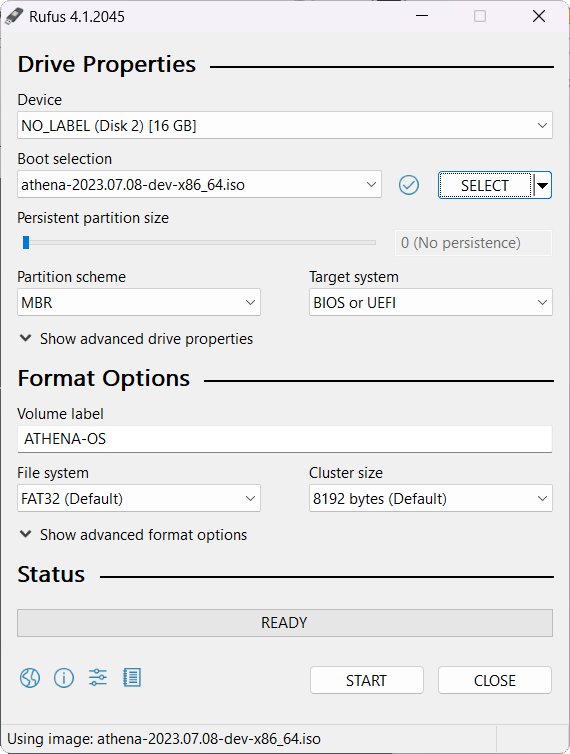 Rufus 4.1.2045
Drive Properties
Device
NO_LABEL (Disk 2) [16 GB]
Boot selection
athena-2023.07.08-dev-x86_64.iso
SELECT
Persistent partition size
0 (No persistence)
Partition scheme
Target system
MBR
BIOS or UEFI
Show advanced drive properties
Format Options
Volume label
ATHENA-OS
File system
Cluster size
FAT32 (Default)
8192 bytes (Default)
Show advanced format options
Status
READY
START
CLOSE
Using image: athena-2023.07.08-dev-x86_64.iso